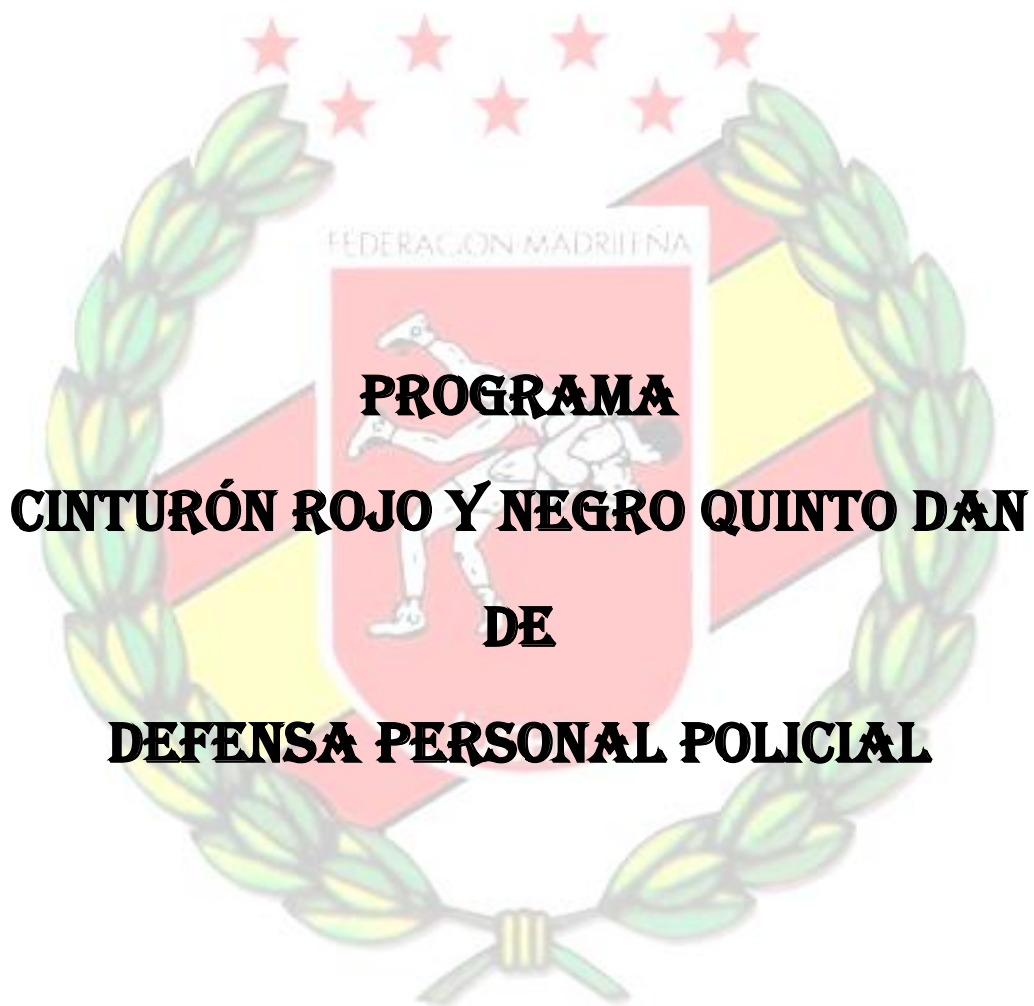 FEDERACION MADRILEÑA
PROGRAMA
CINTURÓN ROJO Y NEGRO QUINTO DAN
DE
DEFENSA PERSONAL POLICIAL